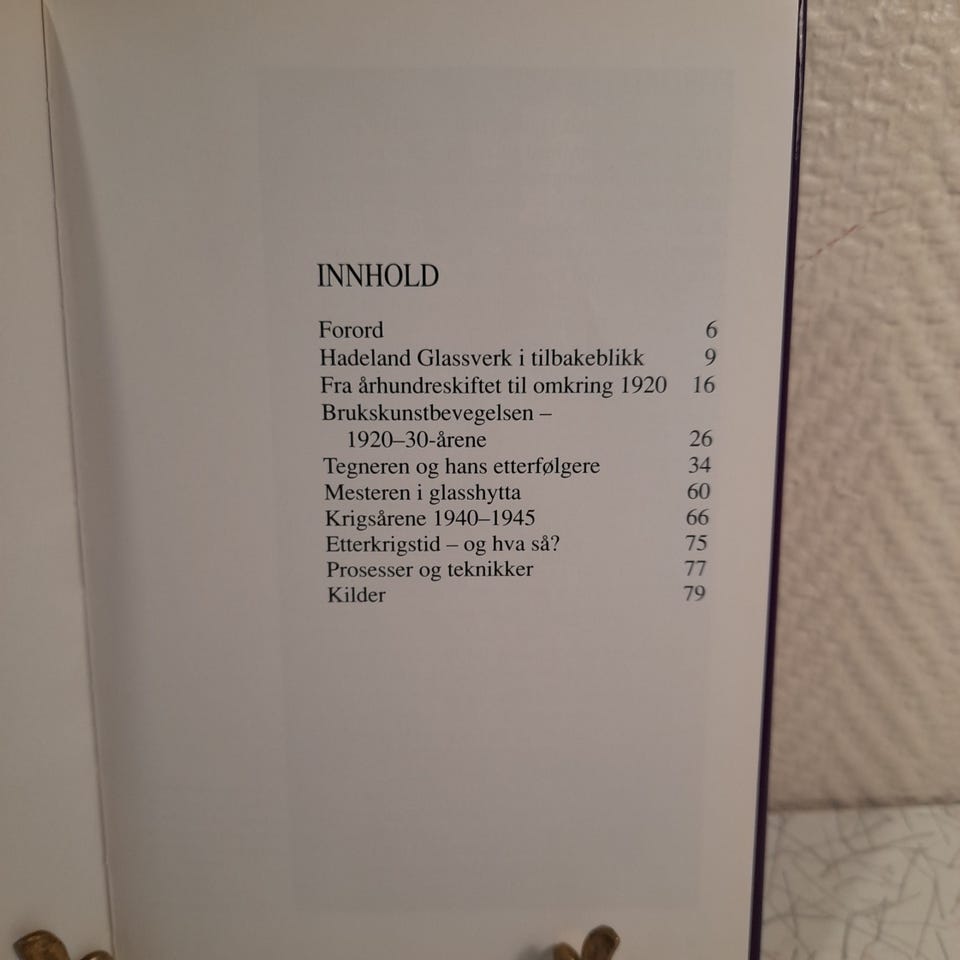 INNHOLD
Forord 6
Hadeland Glassverk i tilbakeblikk 9
Fra århundreskiftet til omkring 1920 16
Brukskunstbevegelsen –
1920–30-årene 26
Tegneren og hans etterfølgere 34
Mesteren i glasshytta 60
Krigsårene 1940–1945 66
Etterkrigstid – og hva så? 75
Prosesser og teknikker 77
Kilder 79